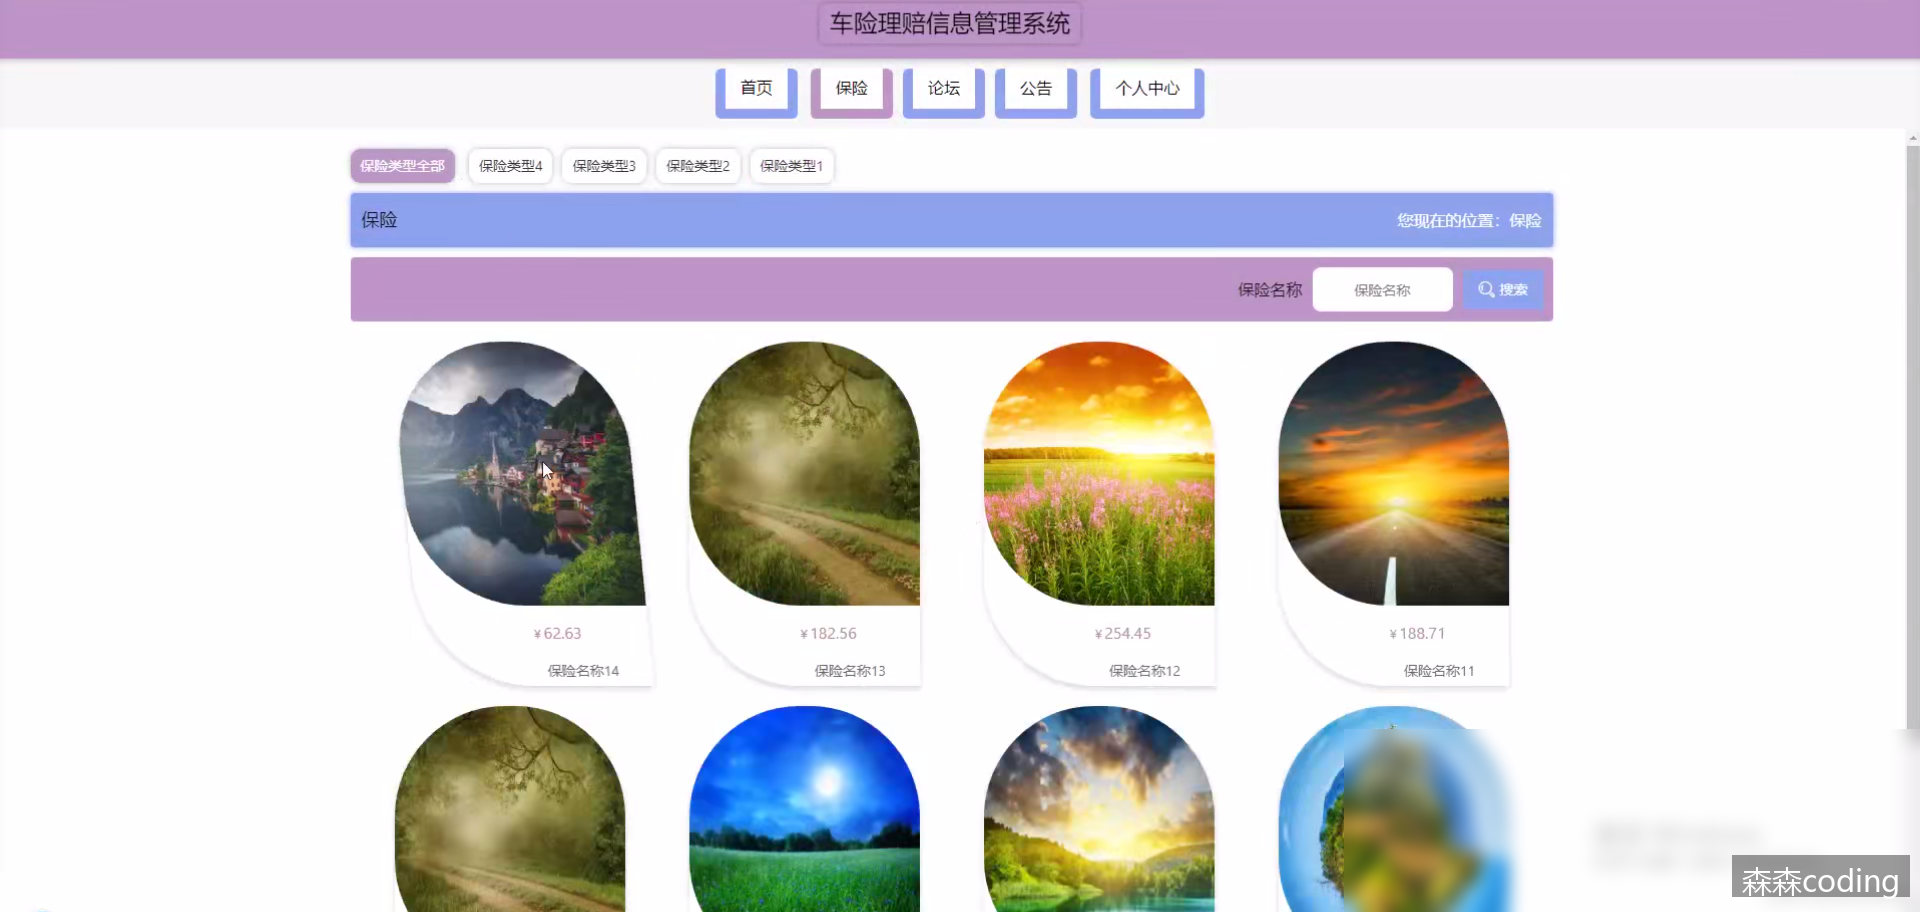 车险理赔信息管理系统
首页 保险 论坛 公告 个人中心
保险类型全部 保险类型4 保险类型3 保险类型2 保险类型1
保险 您现在的位置：保险
保险名称 保险名称 搜索
￥62.63 ￥182.56 ￥254.45 ￥188.71
保险名称14 保险名称13 保险名称12 保险名称11
森森coding